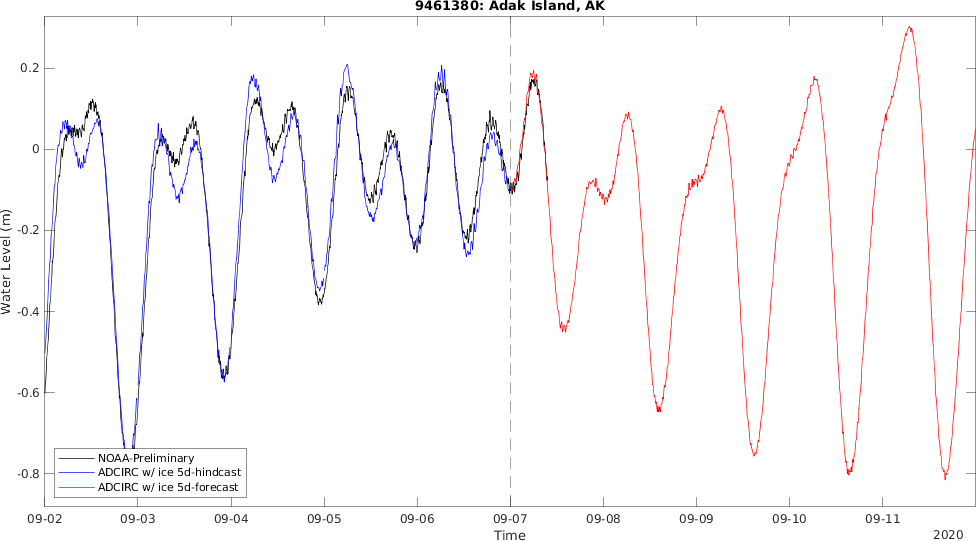 9461380: Adak Island, AK
Water Level (m)
0.2
0
-0.2
-0.4
-0.6
-0.8
NOAA-Preliminary
ADCIRC w/ ice 5d-hindcast
ADCIRC w/ ice 5d-forecast
09-02 09-03 09-04 09-05 09-06 09-07 09-08 09-09 09-10 09-11
Time
2020